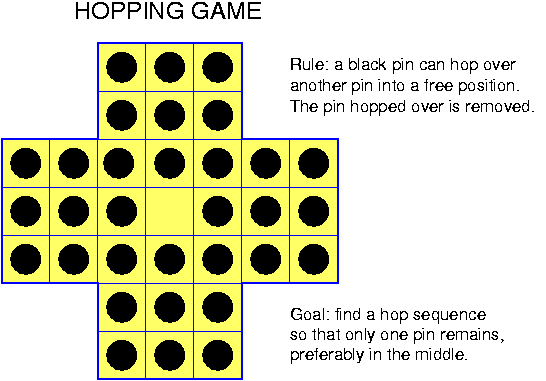 HOPPING GAME
Rule: a black pin can hop over
another pin into a free position.
The pin hopped over is removed.
Goal: find a hop sequence
so that only one pin remains,
preferably in the middle.